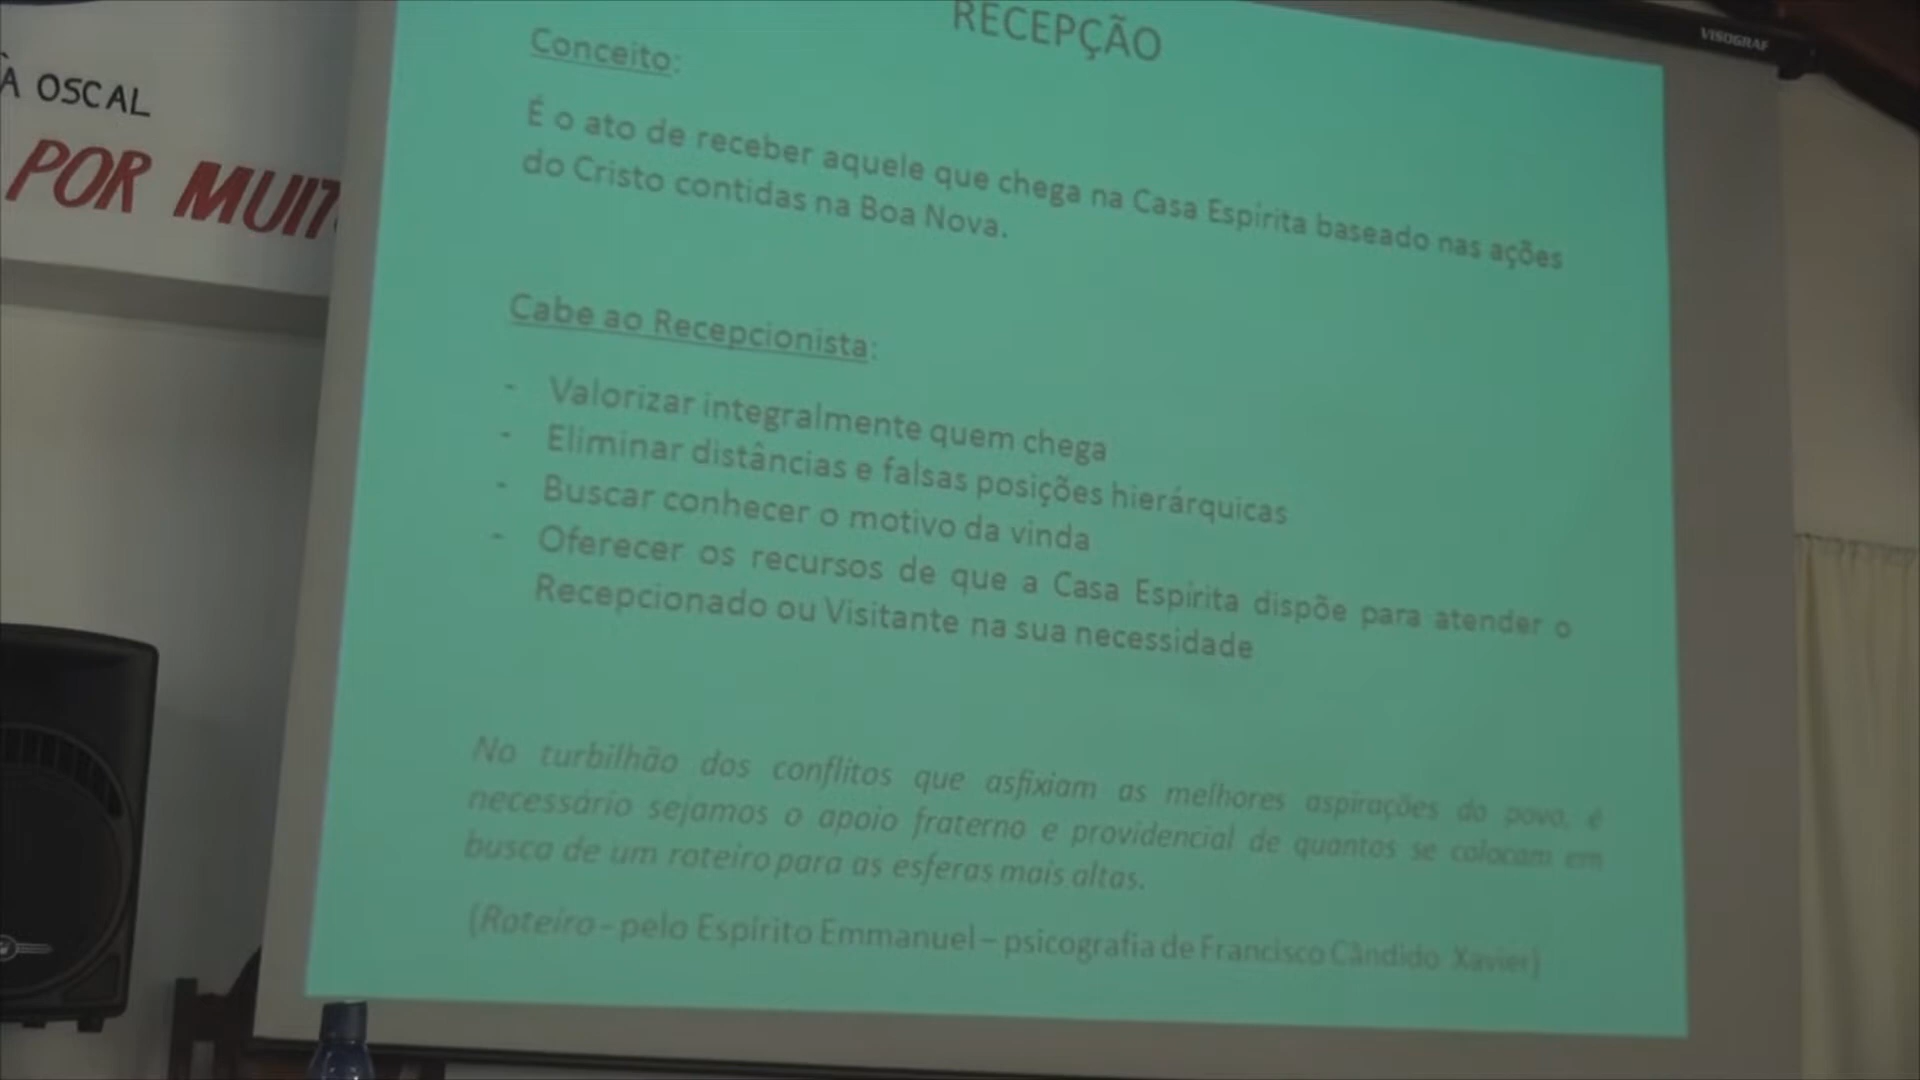 À OSCAL
POR MUIT
VISOGRAF
RECEPÇÃO
Conceito:
É o ato de receber aquele que chega na Casa Espírita baseado nas ações
do Cristo contidas na Boa Nova.
Cabe ao Recepcionista:
- Valorizar integralmente quem chega
- Eliminar distâncias e falsas posições hierárquicas
- Buscar conhecer o motivo da vinda
- Oferecer os recursos de que a Casa Espírita dispõe para atender o
Recepcionado ou Visitante na sua necessidade
No turbilhão dos conflitos que asfixiam as melhores aspirações do povo, é
necessário sejamos o apoio fraterno e providencial de quantos se colocam em
busca de um roteiro para as esferas mais altas.
(Roteiro - pelo Espírito Emmanuel – psicografia de Francisco Cândido Xavier)